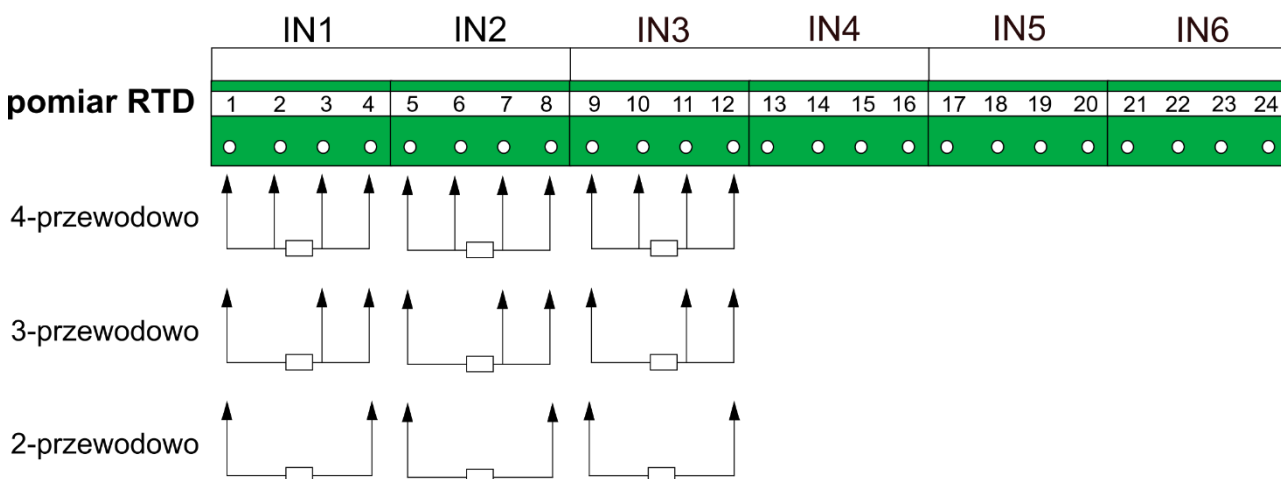 IN1 IN2 IN3 IN4 IN5 IN6
pomiar RTD 1 2 3 4 5 6 7 8 9 10 11 12 13 14 15 16 17 18 19 20 21 22 23 24
4-przewodowo
3-przewodowo
2-przewodowo